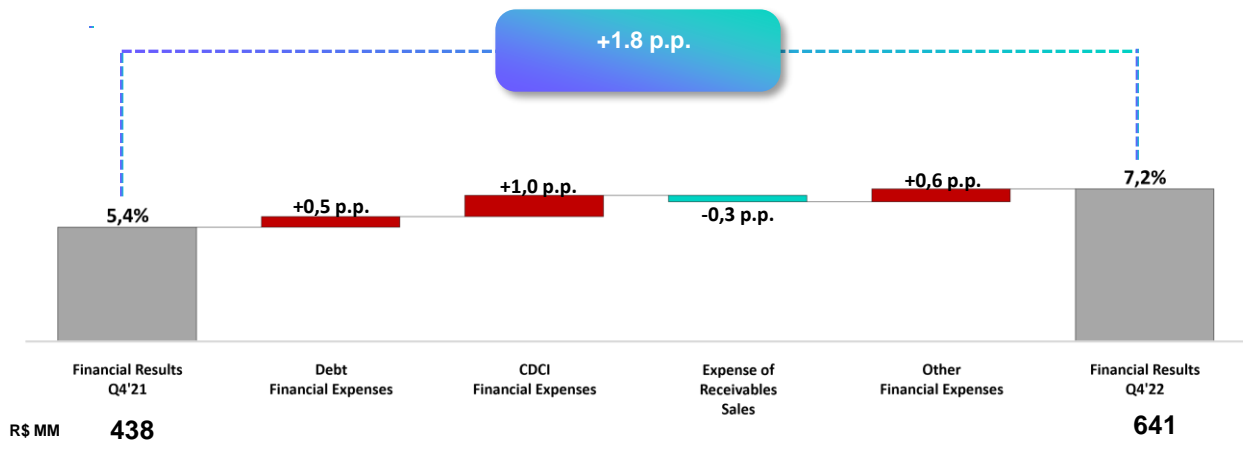 +1.8 p.p.
5,4%
+0,5 p.p.
+1,0 p.p.
-0,3 p.p.
+0,6 p.p.
7,2%
Financial Results
Q4'21
Debt
Financial Expenses
CDCI
Financial Expenses
Expense of
Receivables
Sales
Other
Financial Expenses
Financial Results
Q4'22
R$ MM
438
641